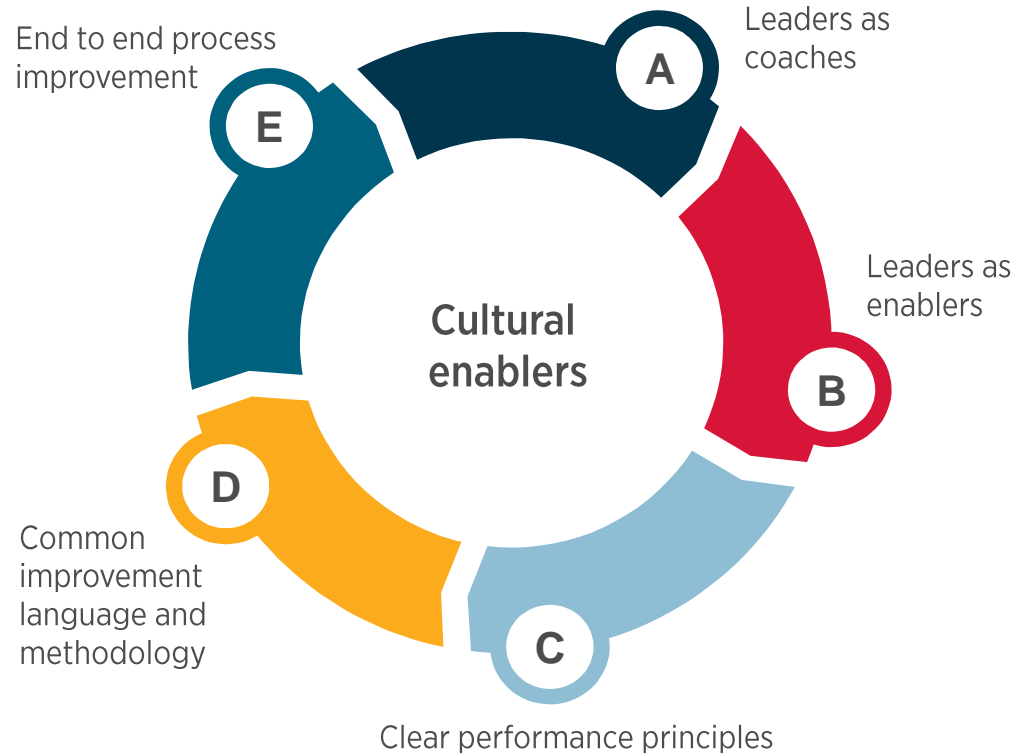 End to end process
improvement
E
A
Leaders as
coaches
Leaders as
enablers
B
Cultural
enablers
D
Common
improvement
language and
methodology
C
Clear performance principles